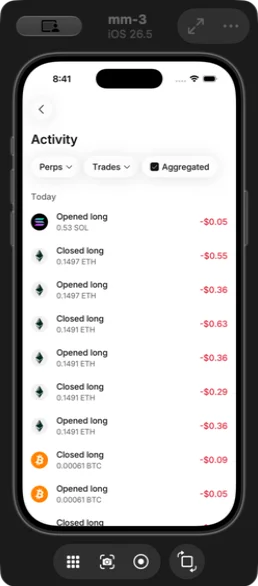 mm-3
iOS 26.5
8:41
Activity
Perps
Trades
Aggregated
Today
Opened long
-$0.05
0.53 SOL
Closed long
-$0.55
0.1497 ETH
Opened long
-$0.36
0.1497 ETH
Closed long
-$0.63
0.1491 ETH
Opened long
-$0.36
0.1491 ETH
Closed long
-$0.29
0.1491 ETH
Opened long
-$0.36
0.1491 ETH
Closed long
-$0.09
0.00061 BTC
Opened long
-$0.05
0.00061 BTC
Closed long